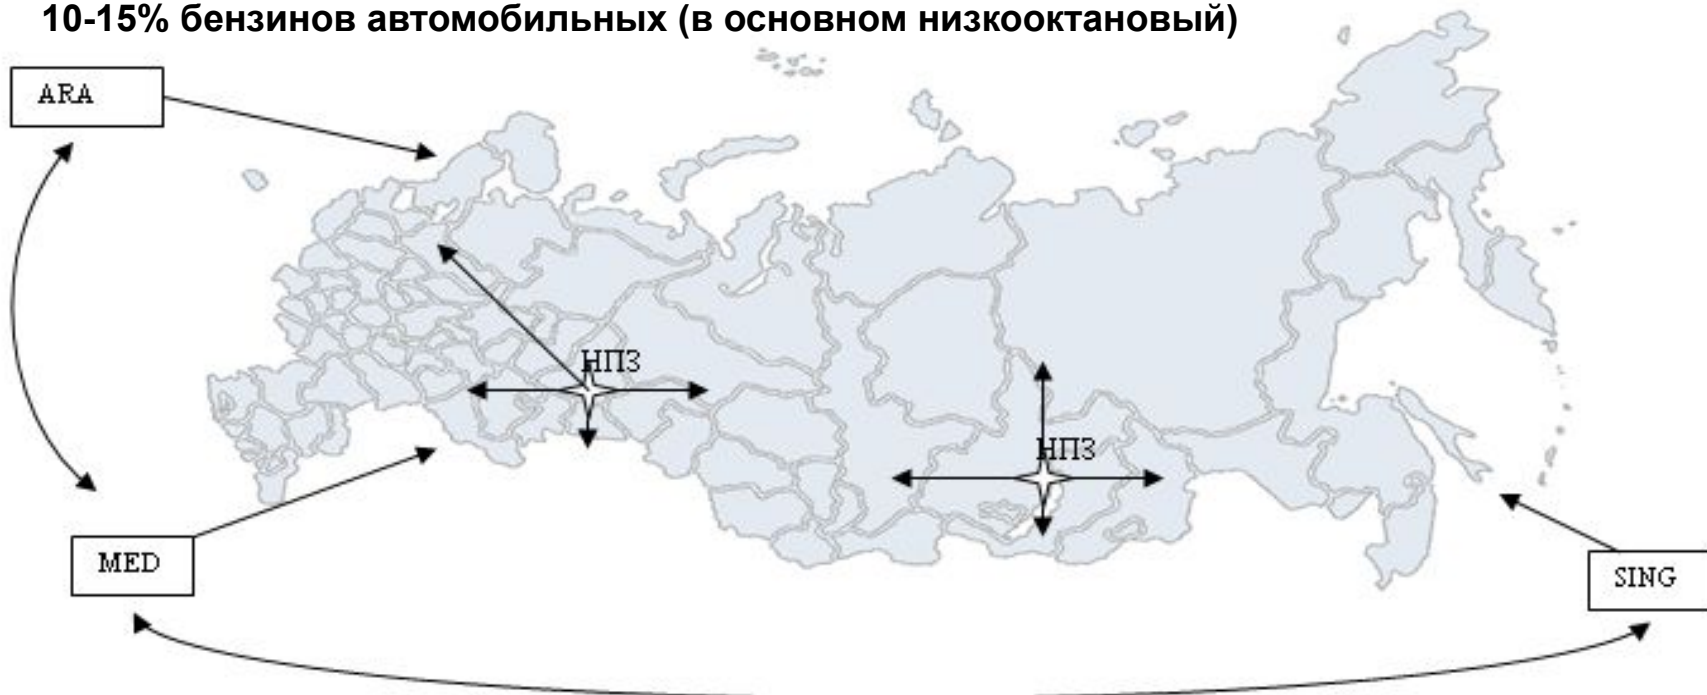 10-15% бензинов автомобильных (в основном низкооктановый)
ARA
НПЗ
НПЗ
MED
SING